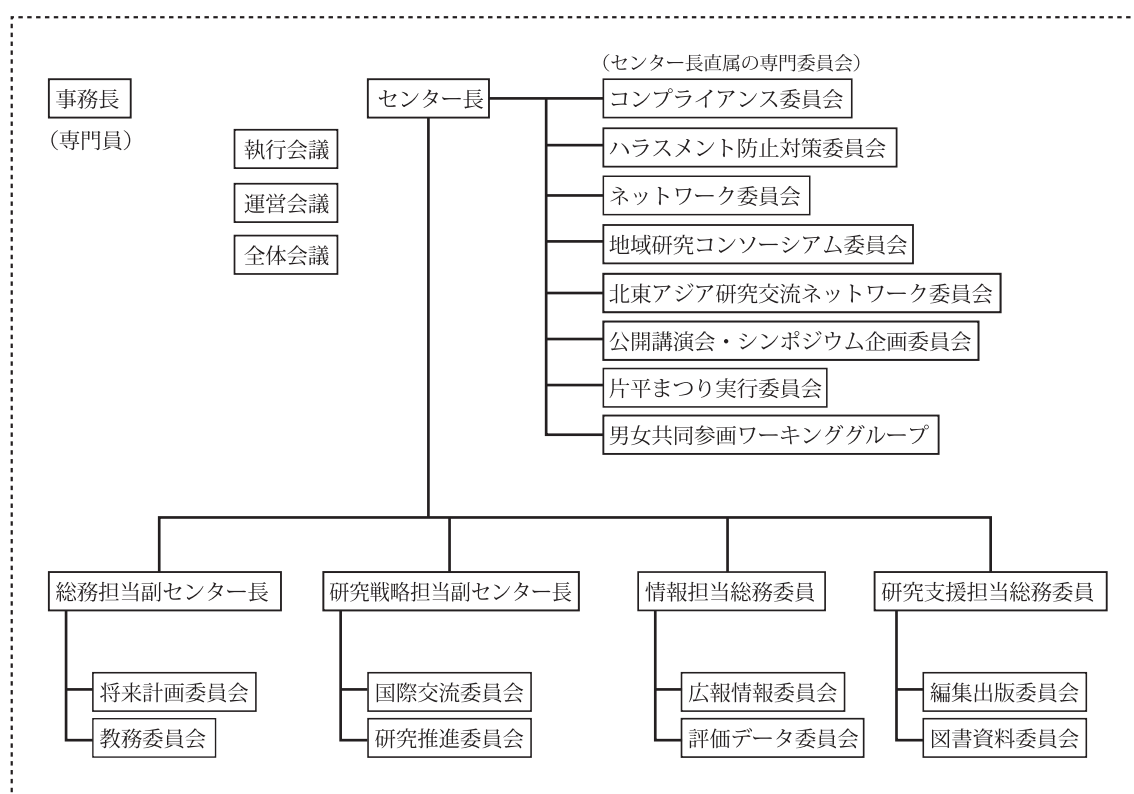 (センター長直属の専門委員会)
事務長
センター長
コンプライアンス委員会
(専門員)
執行会議
ハラスメント防止対策委員会
運営会議
ネットワーク委員会
全体会議
地域研究コンソーシアム委員会
北東アジア研究交流ネットワーク委員会
公開講演会・シンポジウム企画委員会
片平まつり実行委員会
男女共同参画ワーキンググループ
総務担当副センター長
研究戦略担当副センター長
情報担当総務委員
研究支援担当総務委員
将来計画委員会
国際交流委員会
広報情報委員会
編集出版委員会
教務委員会
研究推進委員会
評価データ委員会
図書資料委員会